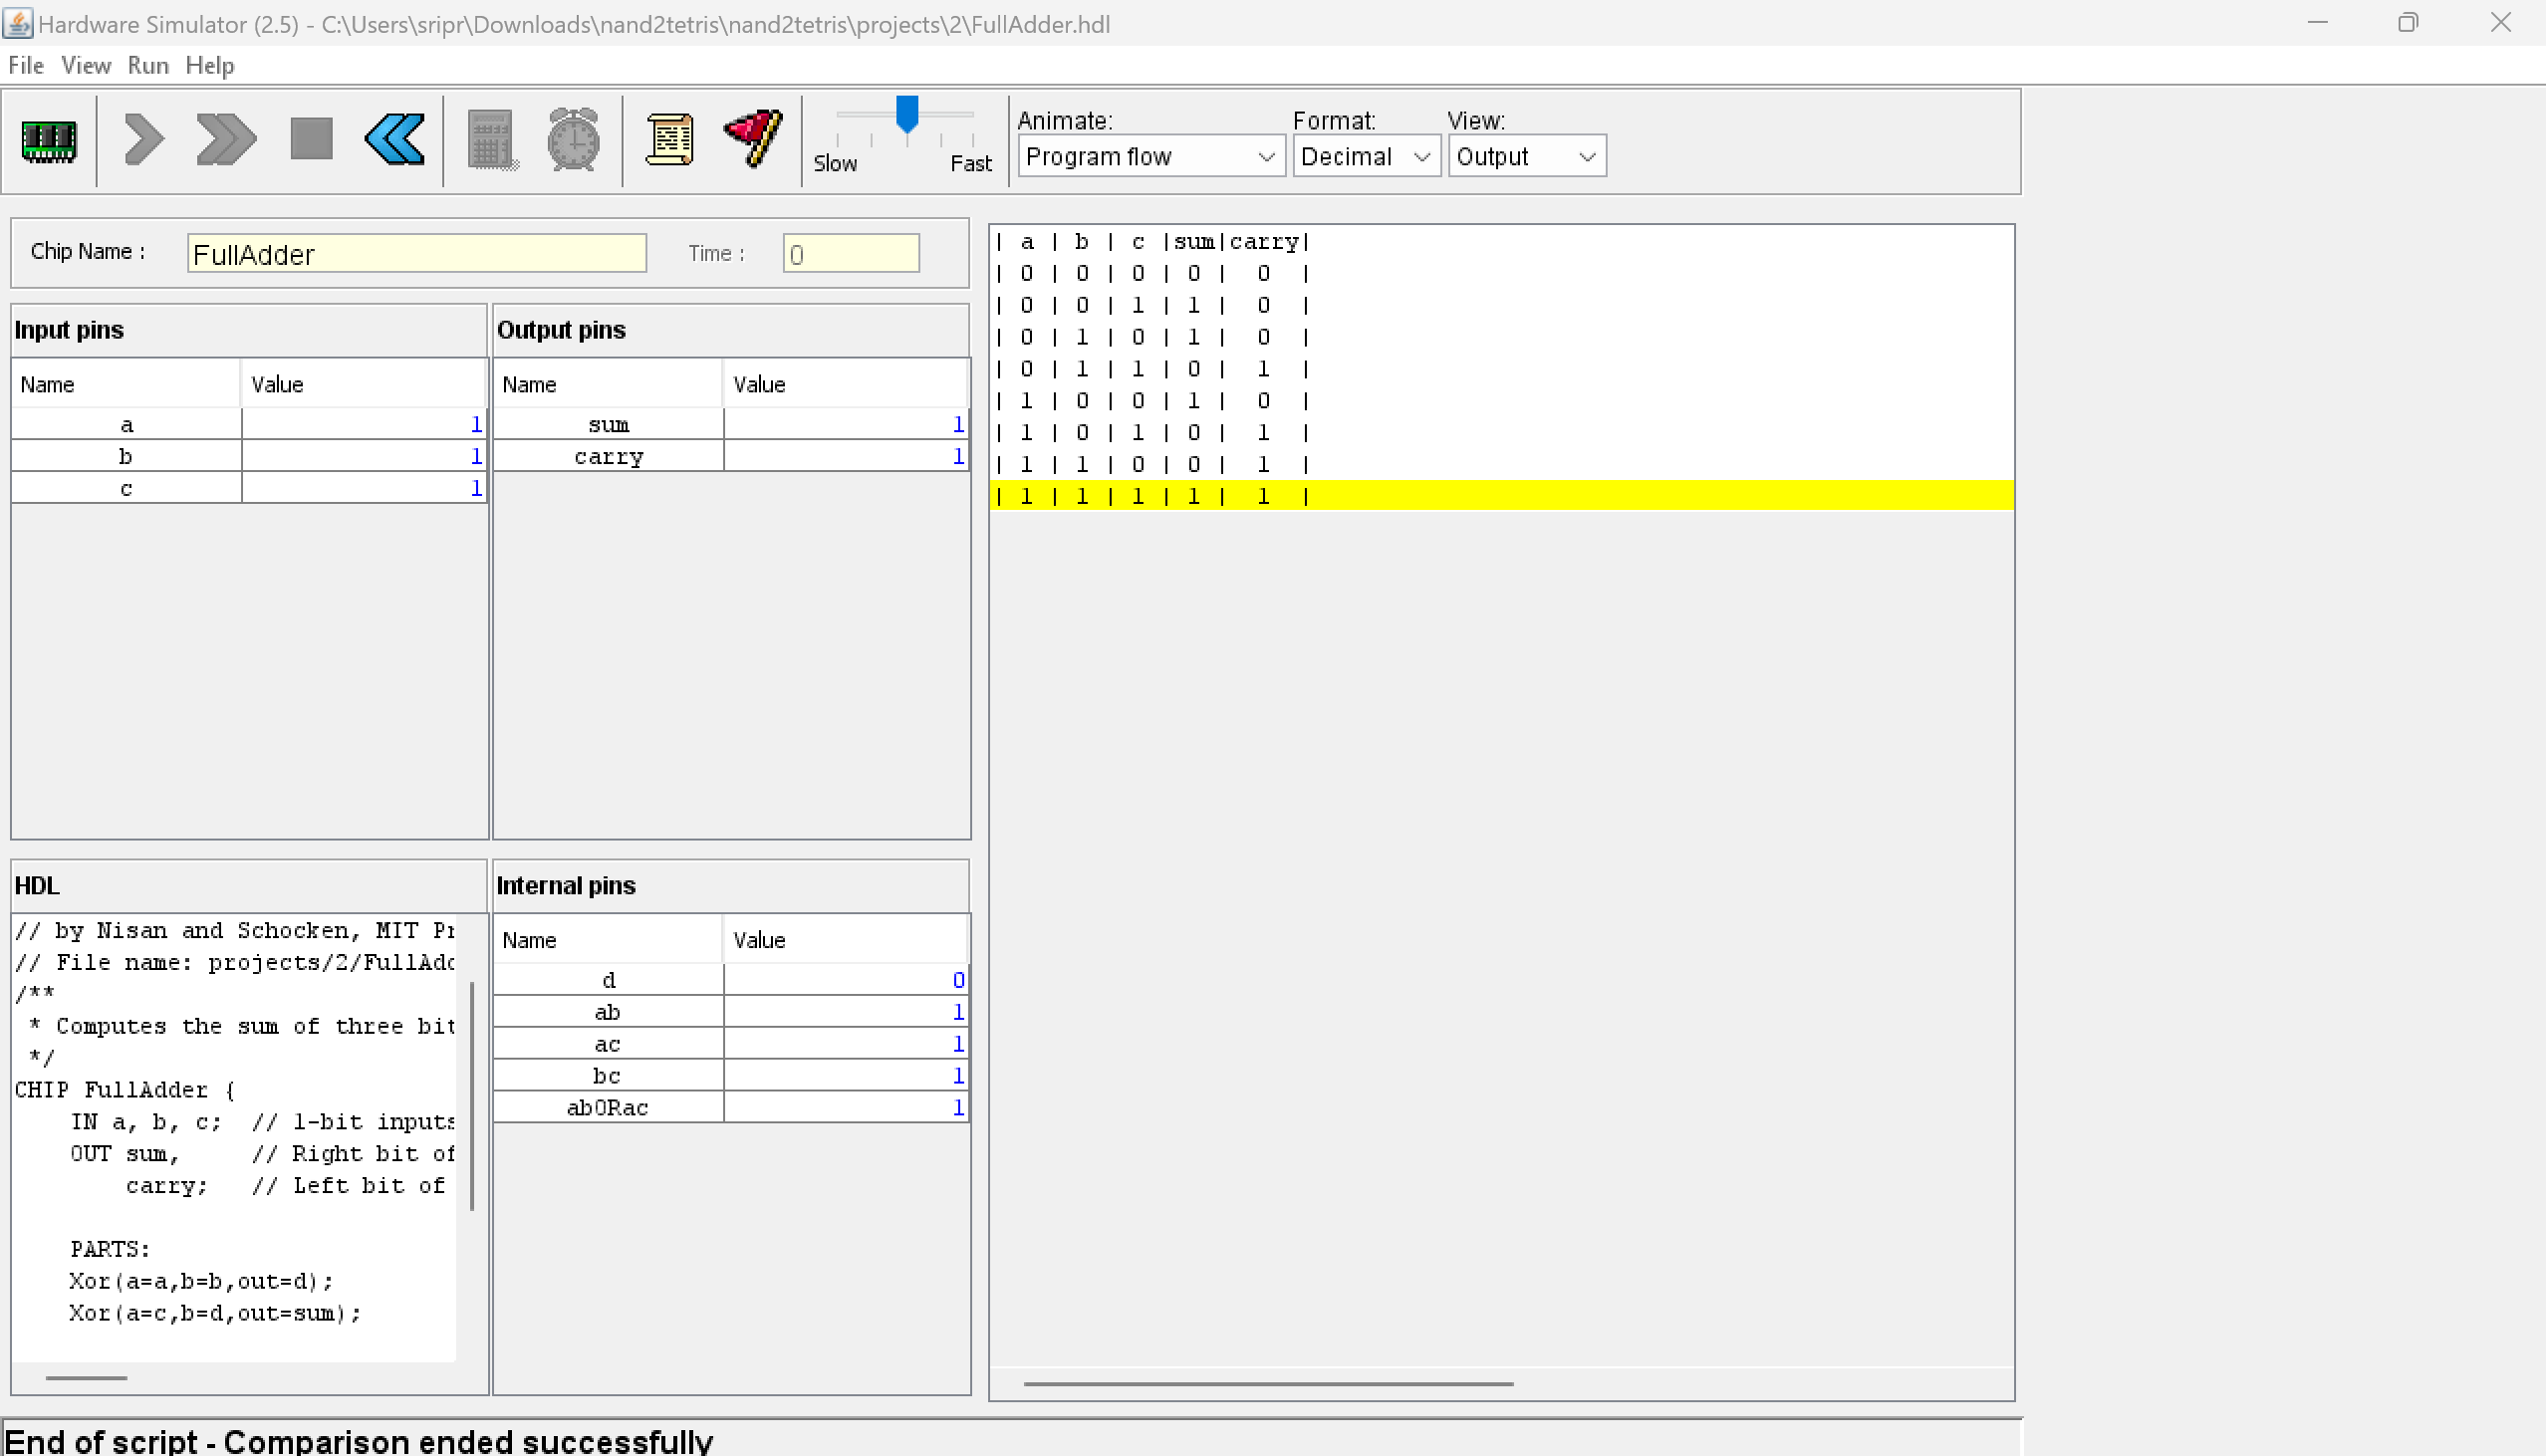 Hardware Simulator (2.5) - C:\Users\sripr\Downloads\nand2tetris\nand2tetris\projects\2\FullAdder.hdl
File View Run Help
Slow Fast
Animate: Format: View:
Program flow Decimal Output
Chip Name : FullAdder Time : 0
Input pins
Name Value
a 1
b 1
c 1
Output pins
Name Value
sum 1
carry 1
| a | b | c |sum|carry|
| 0 | 0 | 0 | 0 | 0 |
| 0 | 0 | 1 | 1 | 0 |
| 0 | 1 | 0 | 1 | 0 |
| 0 | 1 | 1 | 0 | 1 |
| 1 | 0 | 0 | 1 | 0 |
| 1 | 0 | 1 | 0 | 1 |
| 1 | 1 | 0 | 0 | 1 |
| 1 | 1 | 1 | 1 | 1 |
HDL
// by Nisan and Schocken, MIT Pr
// File name: projects/2/FullAdd
/**
* Computes the sum of three bit
*/
CHIP FullAdder {
IN a, b, c; // 1-bit inputs
OUT sum, // Right bit of
carry; // Left bit of
PARTS:
Xor(a=a,b=b,out=d);
Xor(a=c,b=d,out=sum);
Internal pins
Name Value
d 0
ab 1
ac 1
bc 1
abORac 1
End of script - Comparison ended successfully